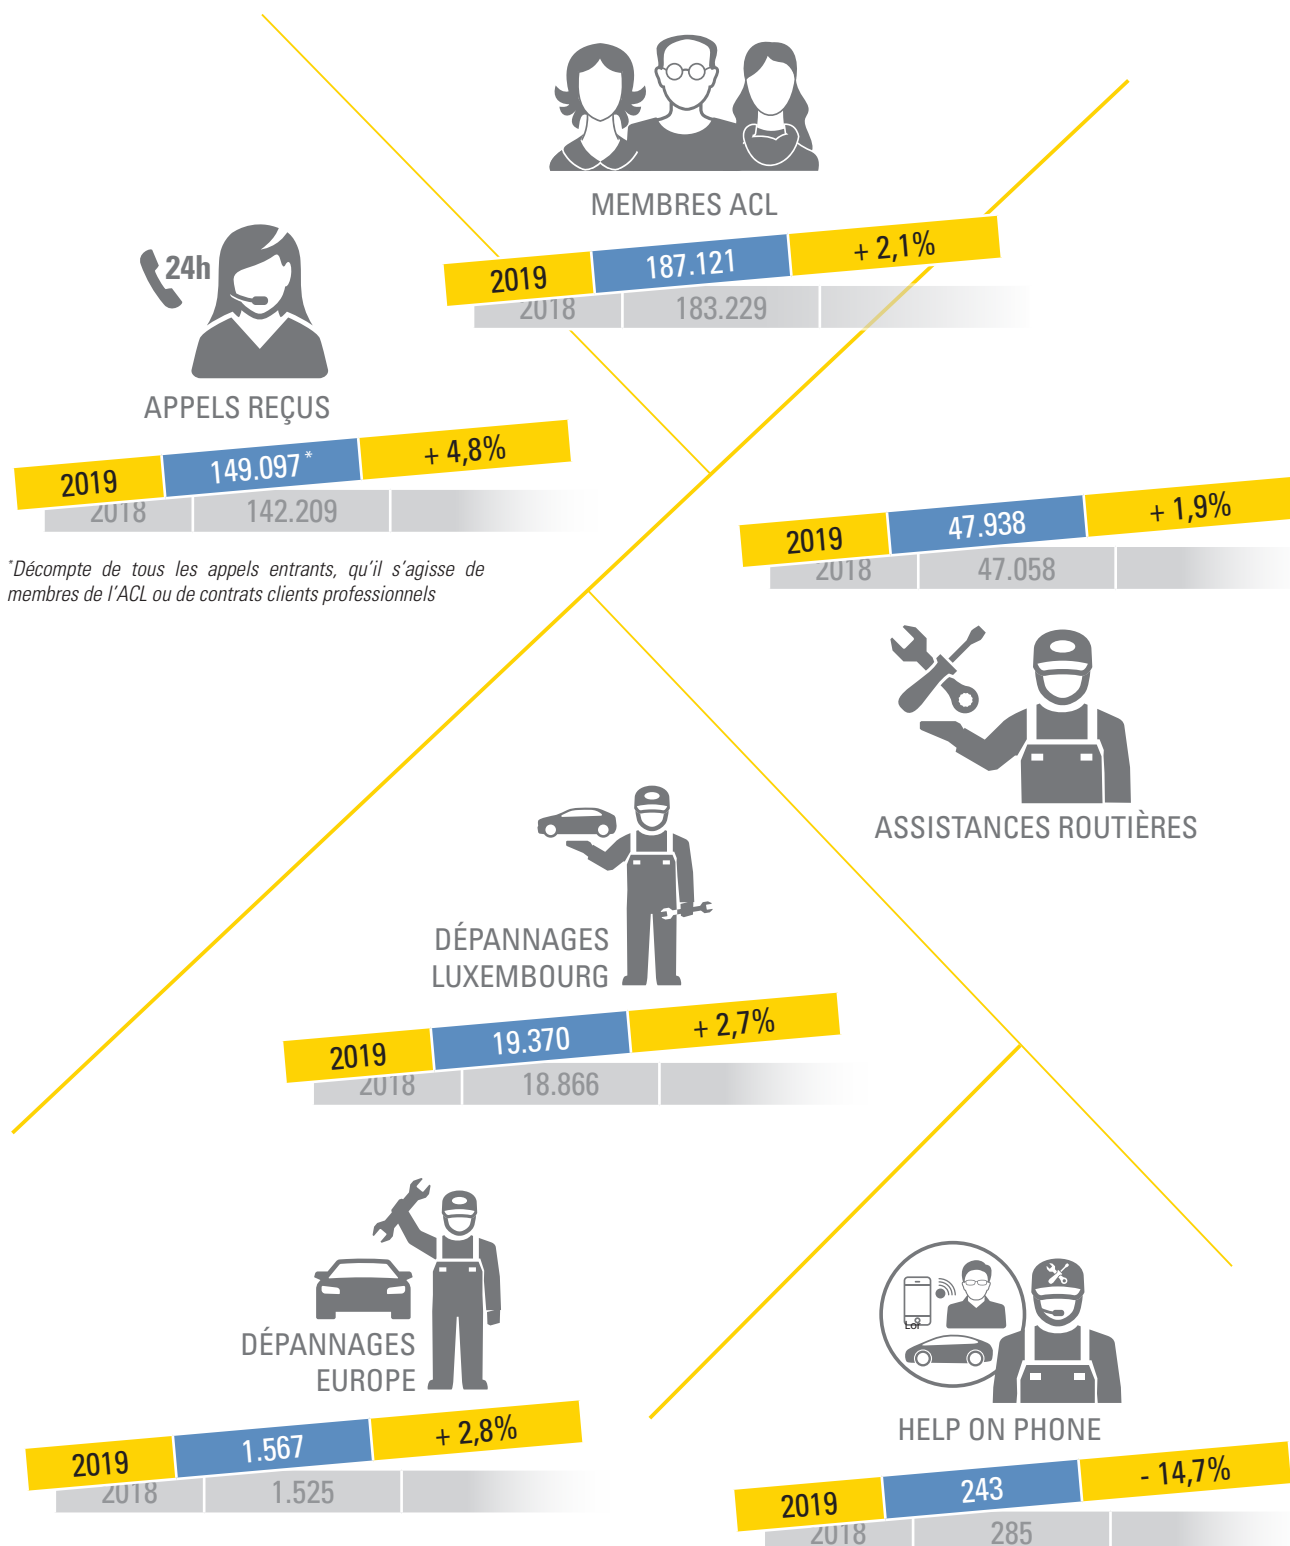 MEMBRES ACL
2019 187.121 + 2,1%
2018 183.229
24h
APPELS REÇUS
2019 149.097* + 4,8%
2018 142.209
*Décompte de tous les appels entrants, qu'il s'agisse de
membres de l'ACL ou de contrats clients professionnels
2019 47.938 + 1,9%
2018 47.058
ASSISTANCES ROUTIÈRES
DÉPANNAGES
LUXEMBOURG
2019 19.370 + 2,7%
2018 18.866
DÉPANNAGES
EUROPE
2019 1.567 + 2,8%
2018 1.525
Lor
HELP ON PHONE
2019 243 - 14,7%
2018 285